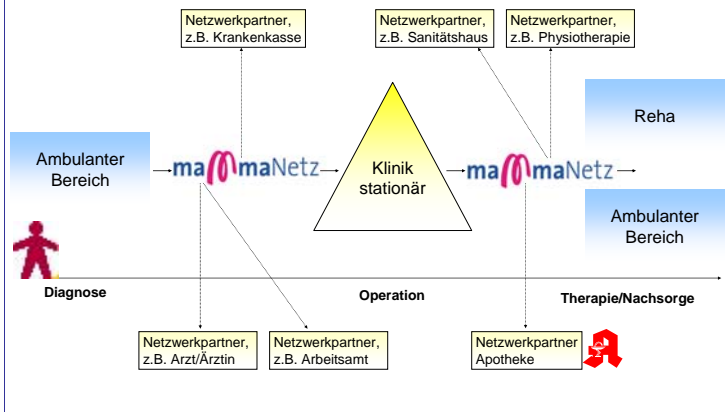 Netzwerkpartner,
z.B. Krankenkasse
Netzwerkpartner,
z.B. Sanitätshaus
Netzwerkpartner,
z.B. Physiotherapie
Ambulanter
Bereich
mammaNetz
Klinik
stationär
mammaNetz
Reha
Ambulanter
Bereich
Diagnose
Operation
Therapie/Nachsorge
Netzwerkpartner,
z.B. Arzt/Ärztin
Netzwerkpartner,
z.B. Arbeitsamt
Netzwerkpartner
Apotheke